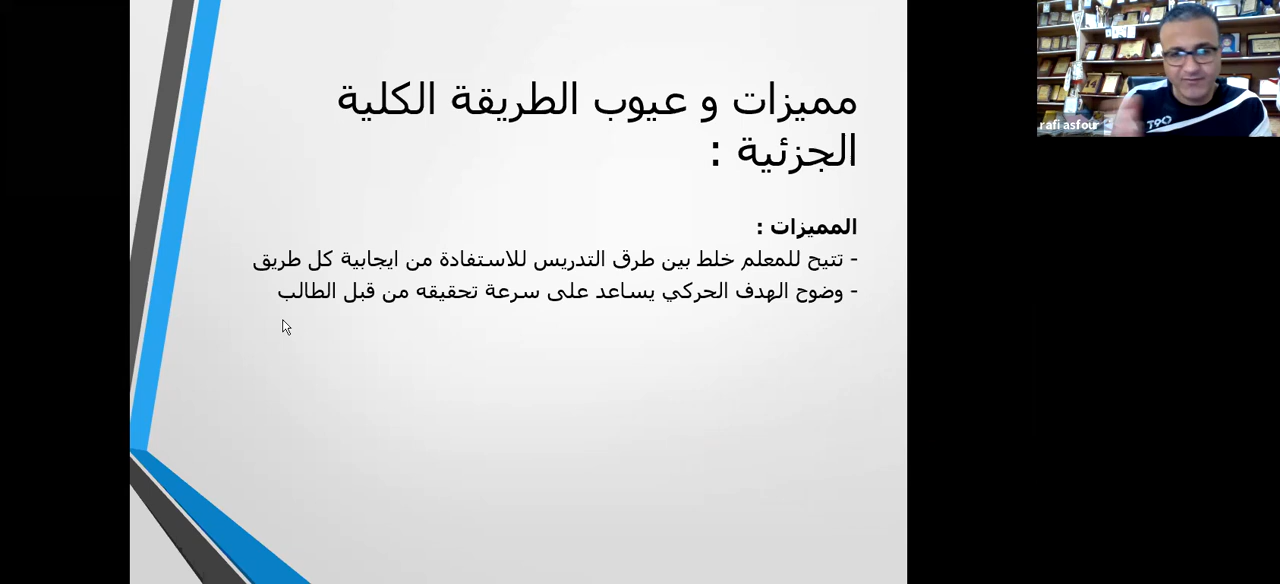 مميزات و عيوب الطريقة الكلية
الجزئية :
المميزات :
- تتيح للمعلم خلط بين طرق التدريس للاستفادة من ايجابية كل طريق
- وضوح الهدف الحركي يساعد على سرعة تحقيقه من قبل الطالب
rafi asfour
T90